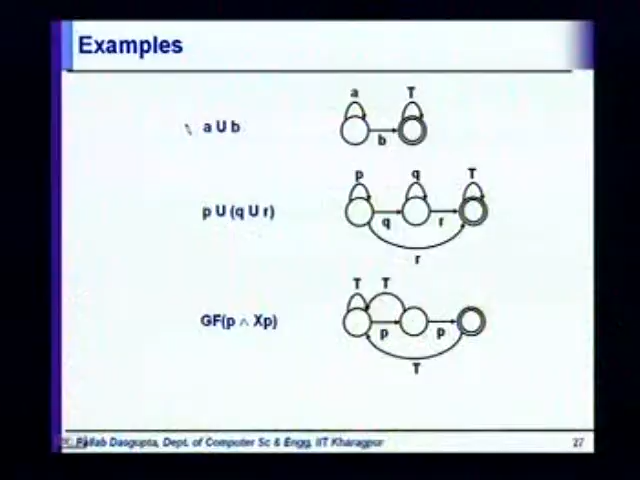 Examples
a U b
a T
b
p U (q U r)
p q T
q r
r
GF(p ∧ Xp)
T T
p p
T
Pallab Dasgupta, Dept. of Computer Sc & Engg, IIT Kharagpur 27